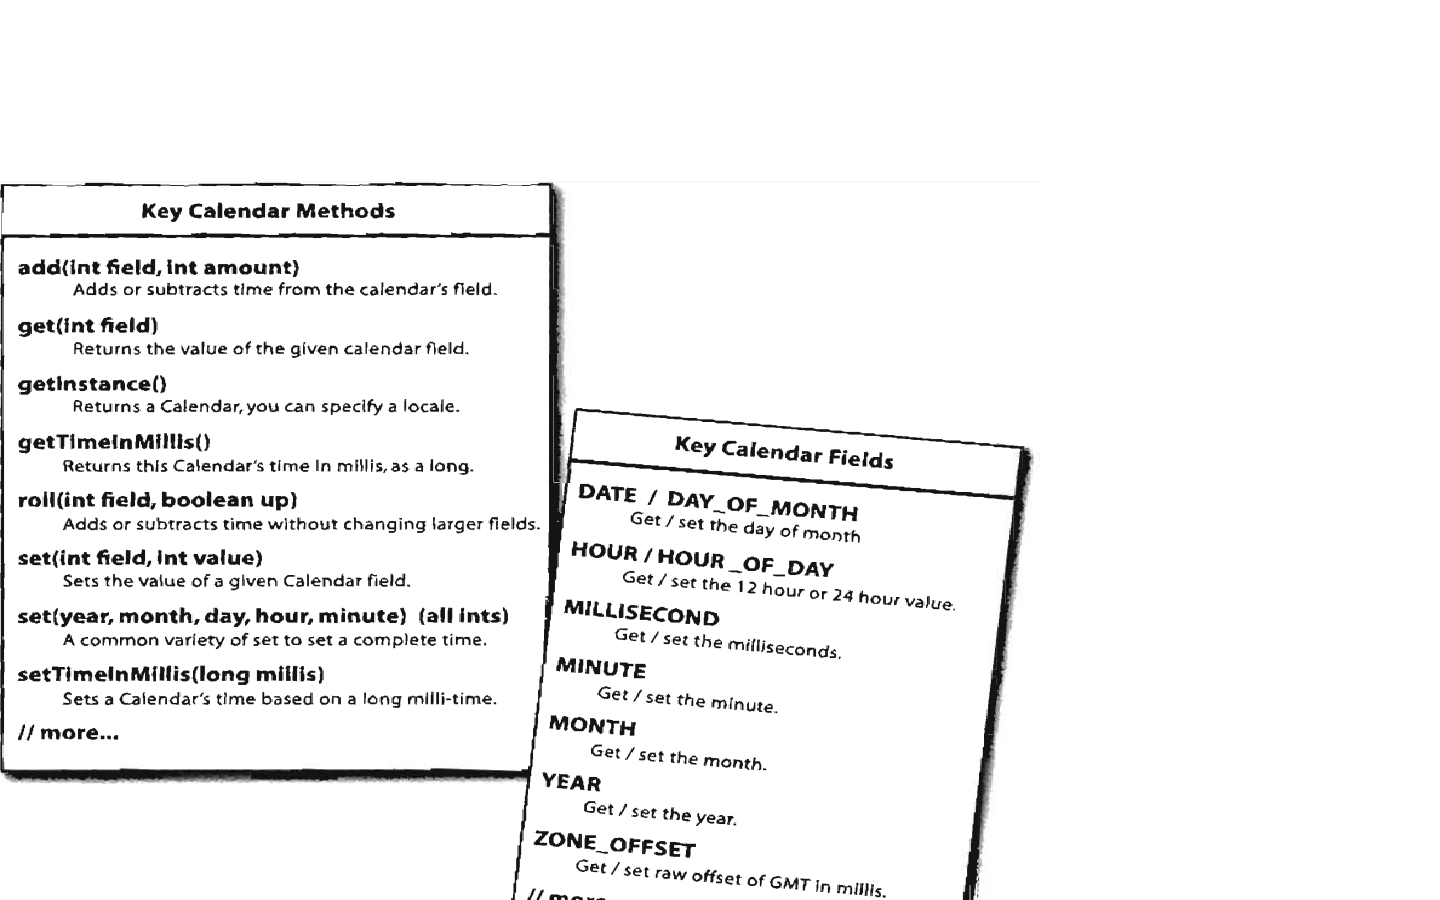 Key Calendar Methods
add(int field, int amount)
Adds or subtracts time from the calendar's field.
get(int field)
Returns the value of the given calendar field.
getInstance()
Returns a Calendar, you can specify a locale.
getTimeInMillis()
Returns this Calendar's time in millis, as a long.
roll(int field, boolean up)
Adds or subtracts time without changing larger fields.
set(int field, int value)
Sets the value of a given Calendar field.
set(year, month, day, hour, minute) (all ints)
A common variety of set to set a complete time.
setTimeInMillis(long millis)
Sets a Calendar's time based on a long milli-time.
// more...
Key Calendar Fields
DATE / DAY_OF_MONTH
Get / set the day of month
HOUR / HOUR _OF_DAY
Get / set the 12 hour or 24 hour value.
MILLISECOND
Get / set the milliseconds.
MINUTE
Get / set the minute.
MONTH
Get / set the month.
YEAR
Get / set the year.
ZONE_OFFSET
Get / set raw offset of GMT in millis.
// more